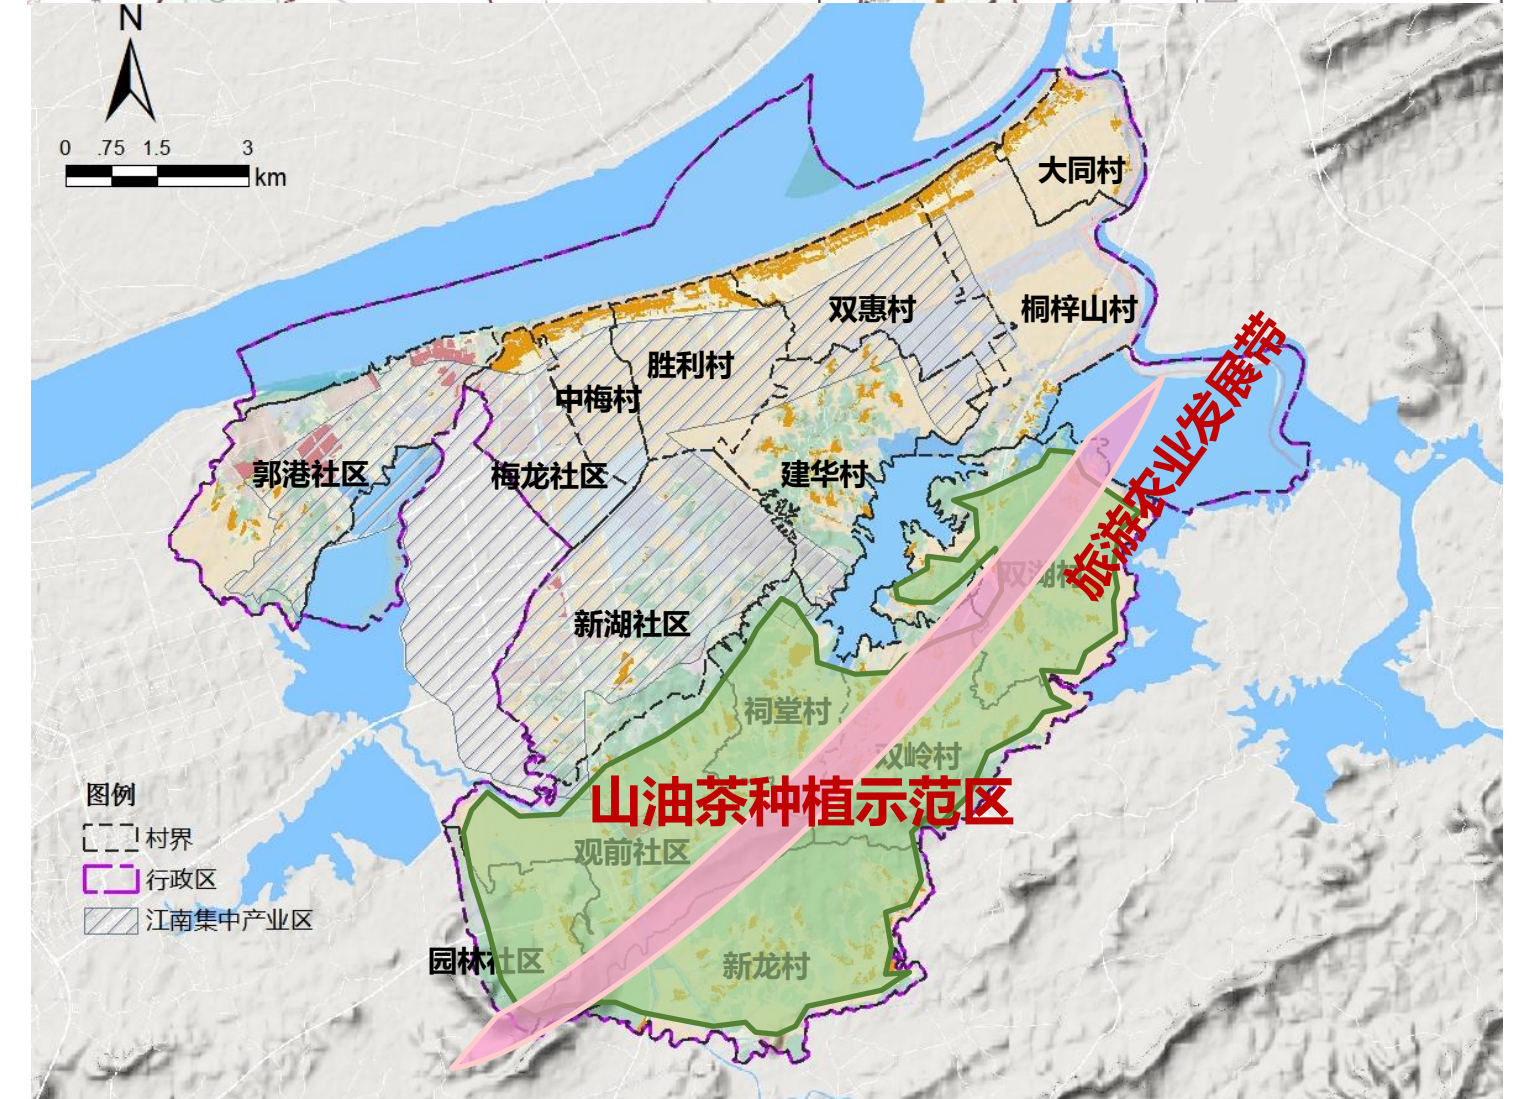 N
0 .75 1.5 3
km
大同村
双惠村
桐梓山村
胜利村
中梅村
郭港社区
梅龙社区
建华村
旅游农业发展带
双湖村
新湖社区
祠堂村
双岭村
山油茶种植示范区
观前社区
园林社区
新龙村
图例
村界
行政区
江南集中产业区